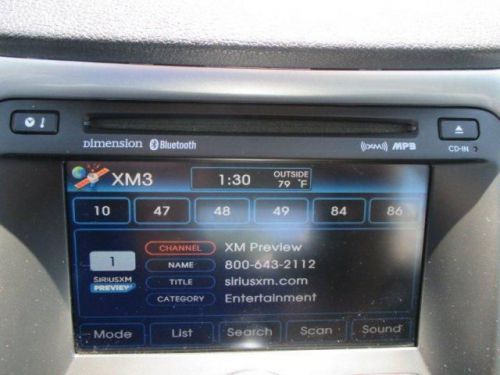 Dimension Bluetooth XM MP3
CD-IN
XM3 1:30 OUTSIDE 79 °F
10 47 48 49 84 86
1 CHANNEL XM Preview
NAME 800-643-2112
SIRIUSXM TITLE siriusxm.com
PREVIEW CATEGORY Entertainment
Mode List Search Scan Sound